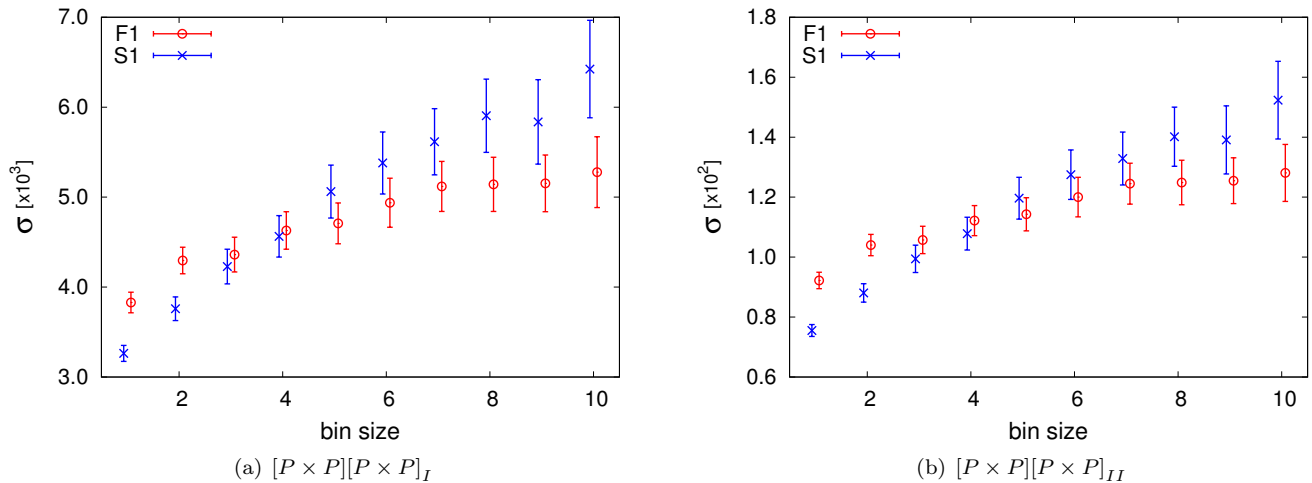 7.0
6.0
5.0
4.0
3.0
σ [x10³]
F1
S1
2 4 6 8 10
bin size
(a) [P × P][P × P]_I
1.8
1.6
1.4
1.2
1.0
0.8
0.6
σ [x10²]
F1
S1
2 4 6 8 10
bin size
(b) [P × P][P × P]_{II}